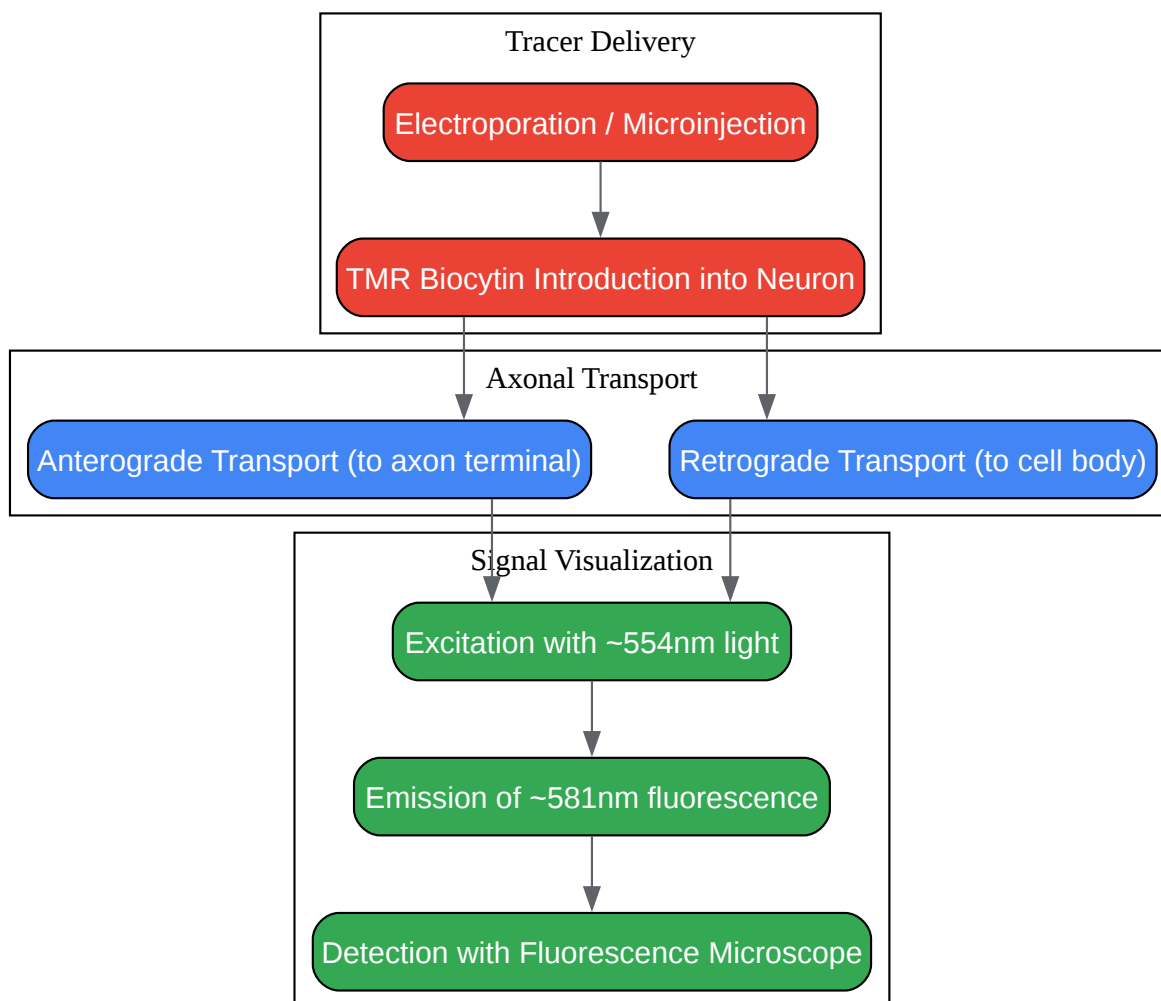 Tracer Delivery
Electroporation / Microinjection
TMR Biocytin Introduction into Neuron
Axonal Transport
Anterograde Transport (to axon terminal)
Retrograde Transport (to cell body)
Signal Visualization
Excitation with ~554nm light
Emission of ~581nm fluorescence
Detection with Fluorescence Microscope